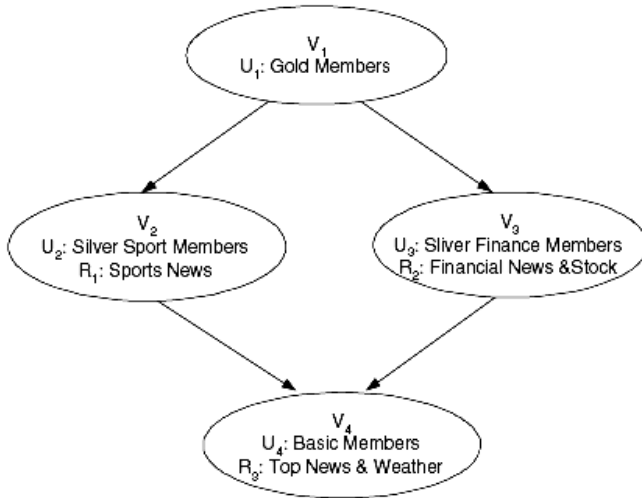 V₁
U₁: Gold Members
V₂
U₂: Silver Sport Members
R₁: Sports News
V₃
U₃: Sliver Finance Members
R₂: Financial News &Stock
V₄
U₄: Basic Members
R₃: Top News & Weather